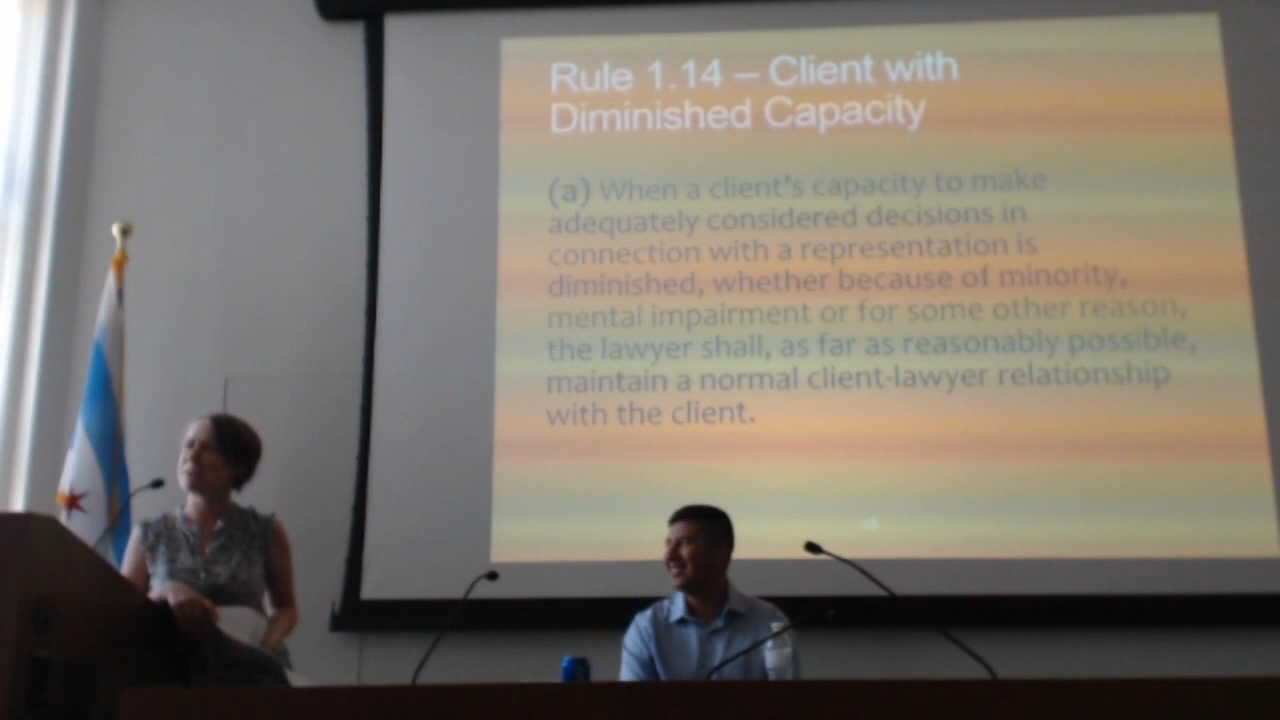 Rule 1.14 – Client with
Diminished Capacity
(a) When a client's capacity to make
adequately considered decisions in
connection with a representation is
diminished, whether because of minority,
mental impairment or for some other reason,
the lawyer shall, as far as reasonably possible,
maintain a normal client-lawyer relationship
with the client.